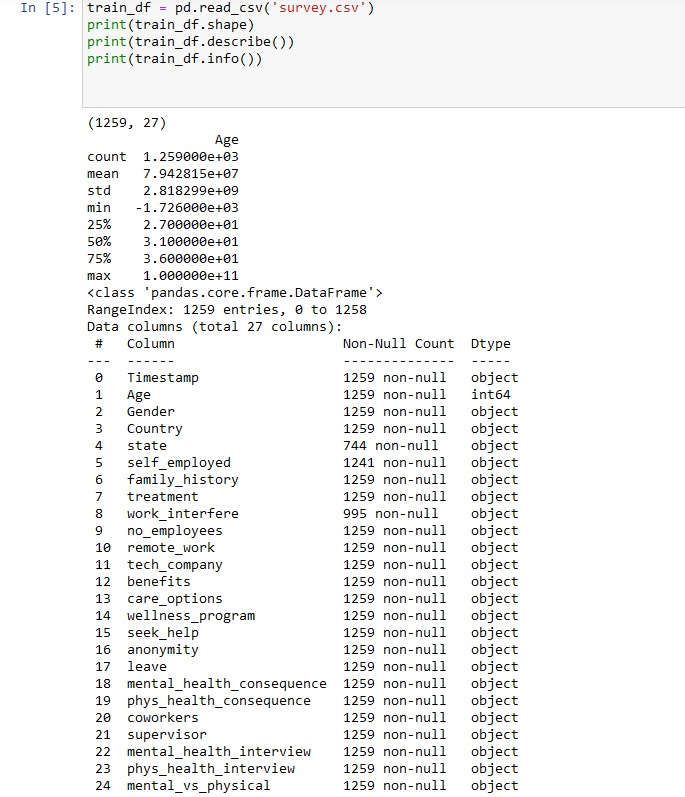 In [5]: train_df = pd.read_csv('survey.csv')
print(train_df.shape)
print(train_df.describe())
print(train_df.info())
(1259, 27)
Age
count 1.259000e+03
mean 7.942815e+07
std 2.818299e+09
min -1.726000e+03
25% 2.700000e+01
50% 3.100000e+01
75% 3.600000e+01
max 1.000000e+11
<class 'pandas.core.frame.DataFrame'>
RangeIndex: 1259 entries, 0 to 1258
Data columns (total 27 columns):
# Column Non-Null Count Dtype
--- ------ -------------- -----
0 Timestamp 1259 non-null object
1 Age 1259 non-null int64
2 Gender 1259 non-null object
3 Country 1259 non-null object
4 state 744 non-null object
5 self_employed 1241 non-null object
6 family_history 1259 non-null object
7 treatment 1259 non-null object
8 work_interfere 995 non-null object
9 no_employees 1259 non-null object
10 remote_work 1259 non-null object
11 tech_company 1259 non-null object
12 benefits 1259 non-null object
13 care_options 1259 non-null object
14 wellness_program 1259 non-null object
15 seek_help 1259 non-null object
16 anonymity 1259 non-null object
17 leave 1259 non-null object
18 mental_health_consequence 1259 non-null object
19 phys_health_consequence 1259 non-null object
20 coworkers 1259 non-null object
21 supervisor 1259 non-null object
22 mental_health_interview 1259 non-null object
23 phys_health_interview 1259 non-null object
24 mental_vs_physical 1259 non-null object